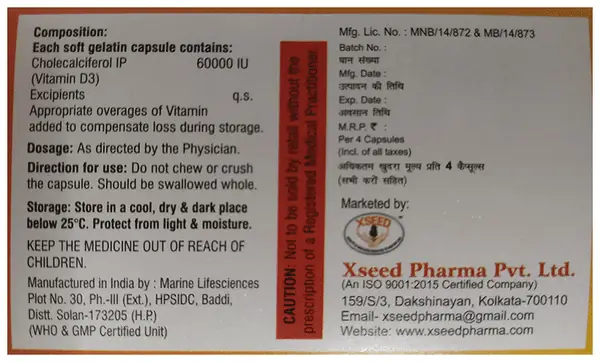 Composition:
Each soft gelatin capsule contains:
Cholecalciferol IP 60000 IU
(Vitamin D3)
Excipients q.s.
Appropriate overages of Vitamin
added to compensate loss during storage.
Dosage: As directed by the Physician.
Direction for use: Do not chew or crush
the capsule. Should be swallowed whole.
Storage: Store in a cool, dry & dark place
below 25°C. Protect from light & moisture.
KEEP THE MEDICINE OUT OF REACH OF
CHILDREN.
Manufactured in India by : Marine Lifesciences
Plot No. 30, Ph.-III (Ext.), HPSIDC, Baddi,
Distt. Solan-173205 (H.P.)
(WHO & GMP Certified Unit)
CAUTION: Not to be sold by retail without the
prescription of a Registered Medical Practitioner.
Mfg. Lic. No. : MNB/14/872 & MB/14/873
Batch No. :
घान संख्या
Mfg. Date :
उत्पादन की तिथि
Exp. Date :
अवसान तिथि
M.R.P. ₹ :
Per 4 Capsules
(Incl. of all taxes)
अधिकतम खुदरा मूल्य प्रति 4 कैप्सूल्स
(सभी करों सहित)
Marketed by:
XSEED
Xseed Pharma Pvt. Ltd.
(An ISO 9001:2015 Certified Company)
159/S/3, Dakshinayan, Kolkata-700110
Email- xseedpharma@gmail.com
Website: www.xseedpharma.com